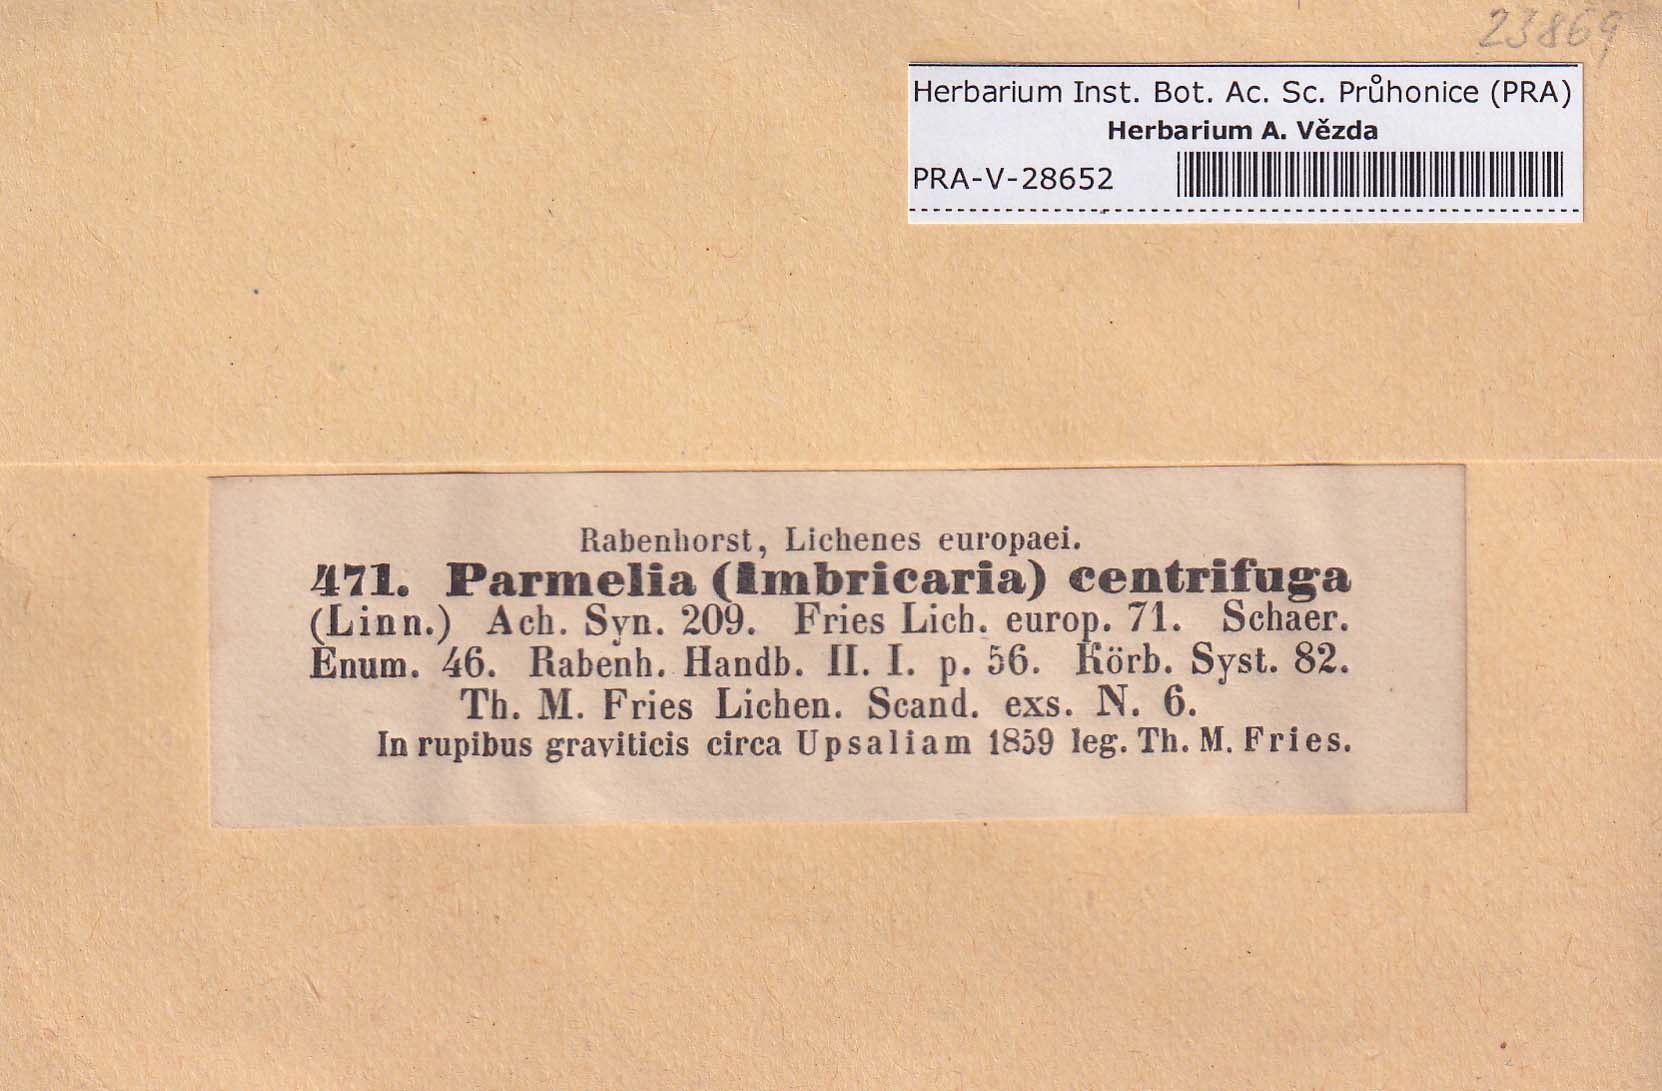 23869
Herbarium Inst. Bot. Ac. Sc. Průhonice (PRA)
Herbarium A. Vězda
PRA-V-28652
Rabenhorst, Lichenes europaei.
471. Parmelia (Imbricaria) centrifuga
(Linn.) Ach. Syn. 209. Fries Lich. europ. 71. Schaer.
Enum. 46. Rabenh. Handb. II. I. p. 56. Körb. Syst. 82.
Th. M. Fries Lichen. Scand. exs. N. 6.
In rupibus graviticis circa Upsaliam 1859 leg. Th. M. Fries.